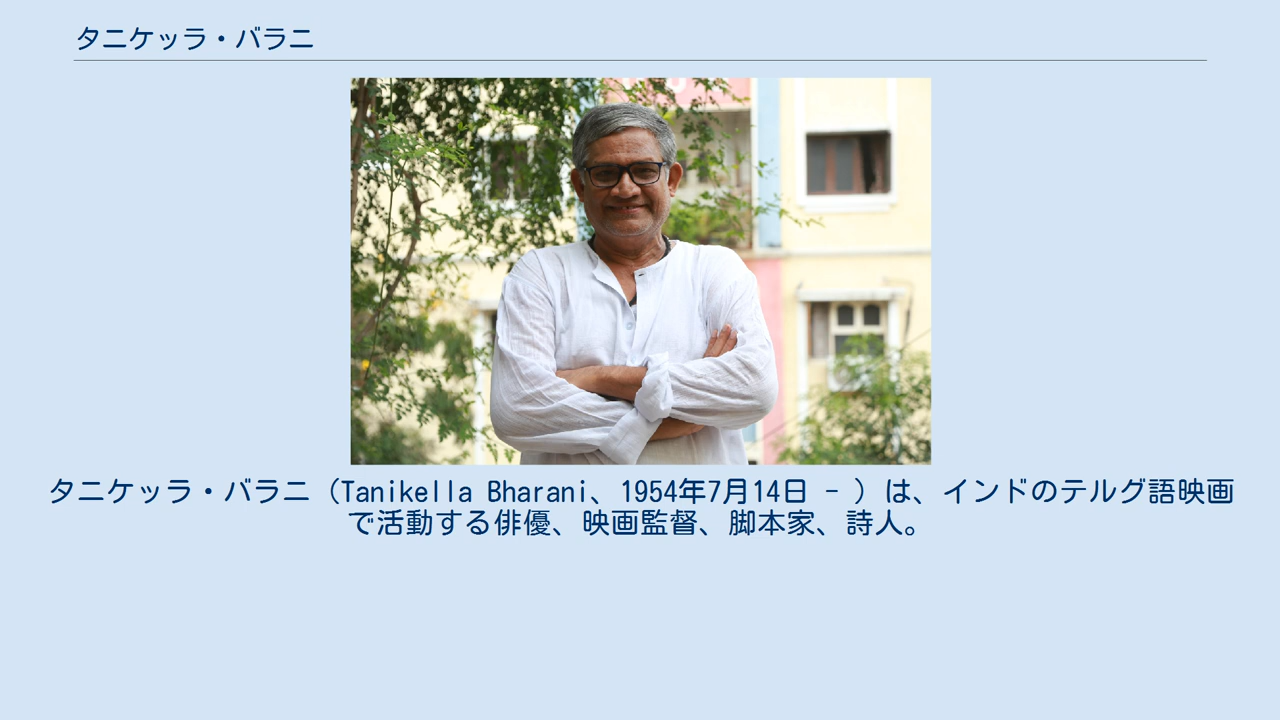 タニケッラ・バラニ
タニケッラ・バラニ（Tanikella Bharani、1954年7月14日 - ）は、インドのテルグ語映画
で活動する俳優、映画監督、脚本家、詩人。